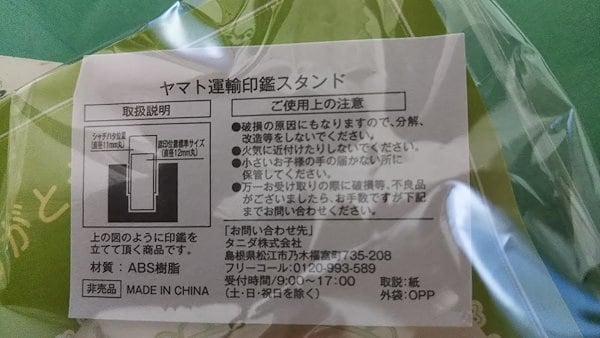 ヤマト運輸印鑑スタンド
取扱説明
シャチハタ位置
(直径11mm丸)
認印位置標準サイズ
(直径12mm丸)
上の図のように印鑑を
立てて頂く商品です。
材質：ABS樹脂
非売品 MADE IN CHINA
ご使用上の注意
●破損の原因にもなりますので、分解、
改造等をしないでください。
●火気に近付けたりしないでください。
●小さいお子様の手の届かない所に
保管してください。
●万一お受け取りの際に破損等、不良品
がございましたら、お手数ですが下記
までお問い合わせください。
「お問い合わせ先」
タニダ株式会社
島根県松江市乃木福富町735-208
フリーコール：0120-993-589
受付時間/9:00～17:00
(土・日・祝日を除く)
取説：紙
外袋：OPP
がと